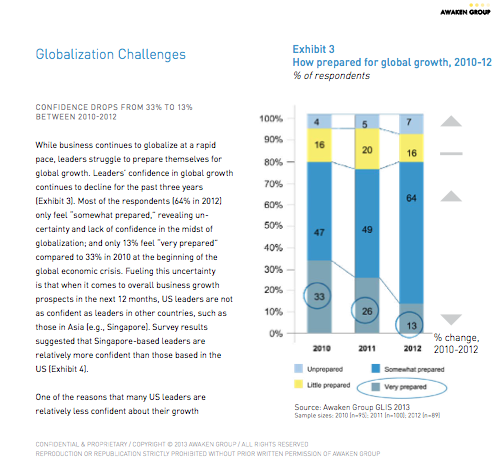 AWAKEN GROUP
Globalization Challenges
Exhibit 3
How prepared for global growth, 2010-12
% of respondents
CONFIDENCE DROPS FROM 33% TO 13%
BETWEEN 2010-2012
While business continues to globalize at a rapid
pace, leaders struggle to prepare themselves for
global growth. Leaders' confidence in global growth
continues to decline for the past three years
(Exhibit 3). Most of the respondents (64% in 2012)
only feel "somewhat prepared," revealing un-
certainty and lack of confidence in the midst of
globalization; and only 13% feel "very prepared"
compared to 33% in 2010 at the beginning of the
global economic crisis. Fueling this uncertainty
is that when it comes to overall business growth
prospects in the next 12 months, US leaders are not
as confident as leaders in other countries, such as
those in Asia (e.g., Singapore). Survey results
suggested that Singapore-based leaders are
relatively more confident than those based in the
US (Exhibit 4).
One of the reasons that many US leaders are
relatively less confident about their growth
100%
90%
80%
70%
60%
50%
40%
30%
20%
10%
0%
4
5
7
16
20
16
47
49
64
33
26
13
2010
2011
2012
% change,
2010-2012
Unprepared
Somewhat prepared
Little prepared
Very prepared
Source: Awaken Group GLIS 2013
Sample sizes: 2010 (n=95); 2011 (n=100); 2012 (n=89)
CONFIDENTIAL & PROPRIETARY / COPYRIGHT © 2013 AWAKEN GROUP / ALL RIGHTS RESERVED
REPRODUCTION OR REPUBLICATION STRICTLY PROHIBITED WITHOUT PRIOR WRITTEN PERMISSION OF AWAKEN GROUP